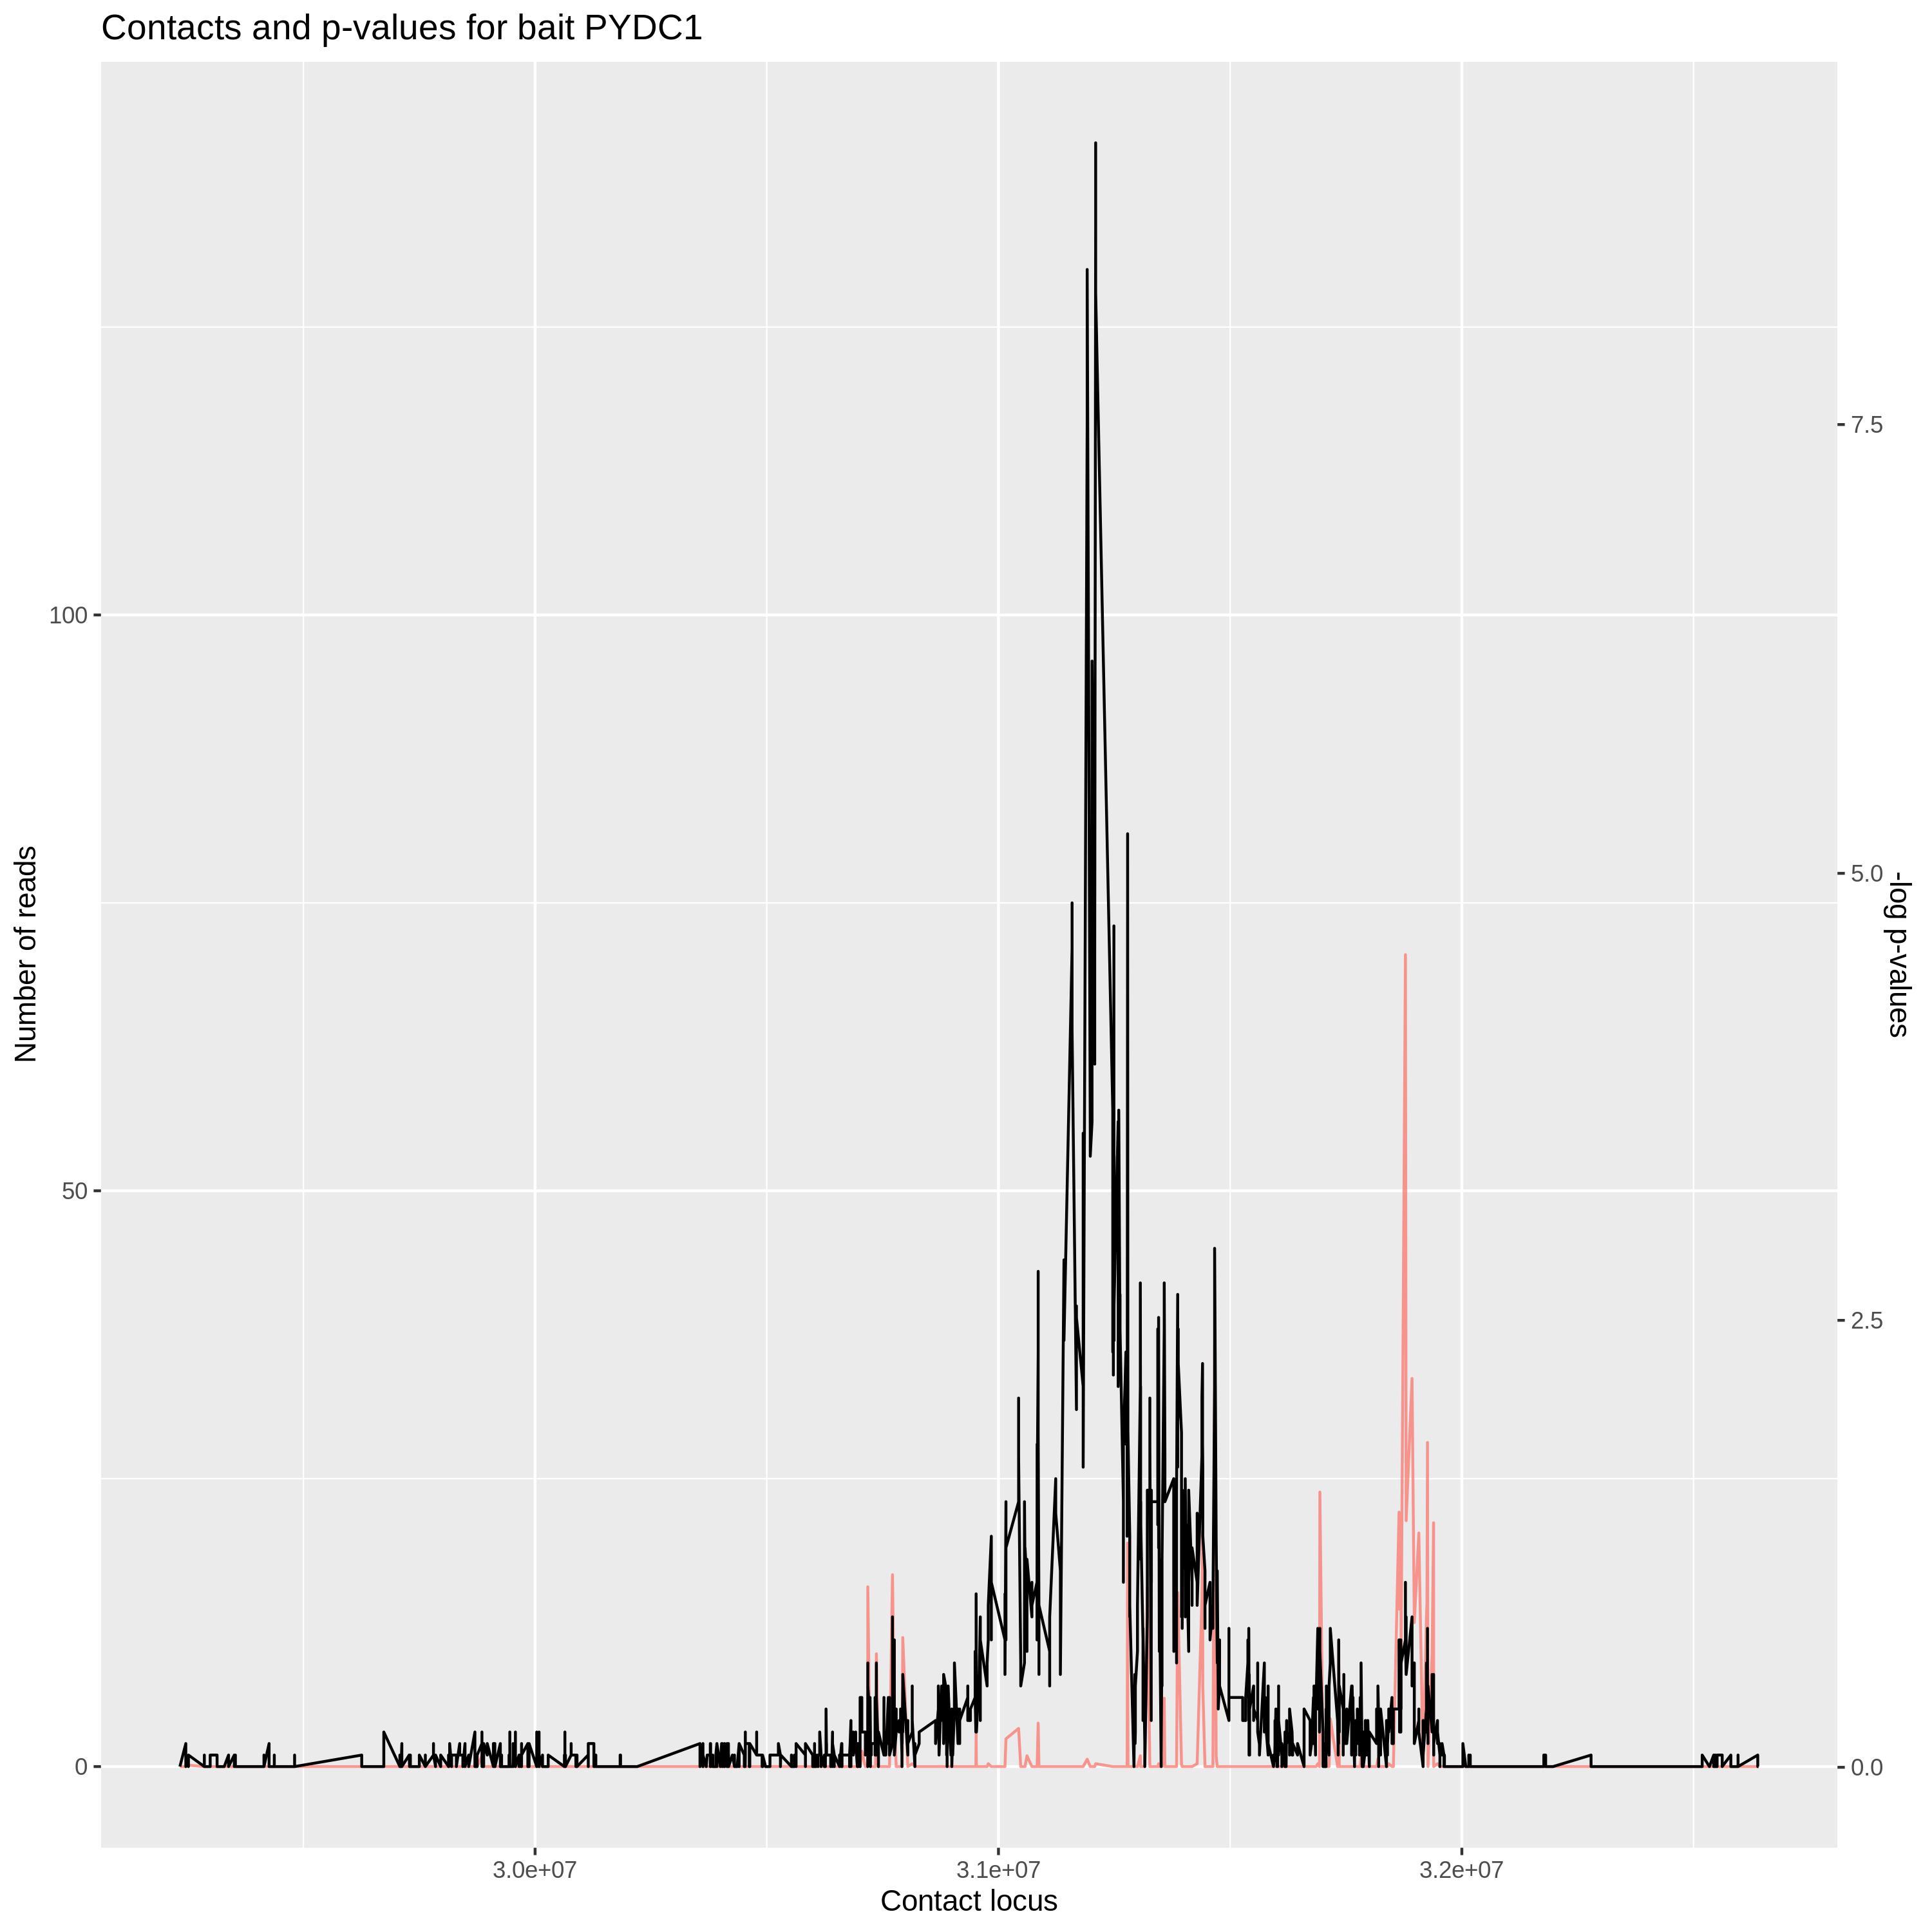 Contacts and p-values for bait PYDC1
Number of reads
100
50
0
7.5
5.0
2.5
0.0
-log p-values
3.0e+07
3.1e+07
3.2e+07
Contact locus